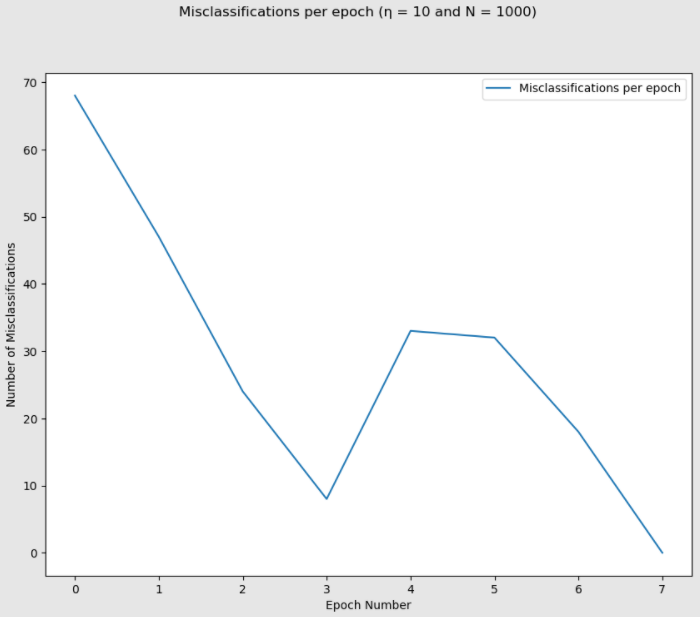 Misclassifications per epoch (η = 10 and N = 1000)
Misclassifications per epoch
Number of Misclassifications
70
60
50
40
30
20
10
0
0 1 2 3 4 5 6 7
Epoch Number